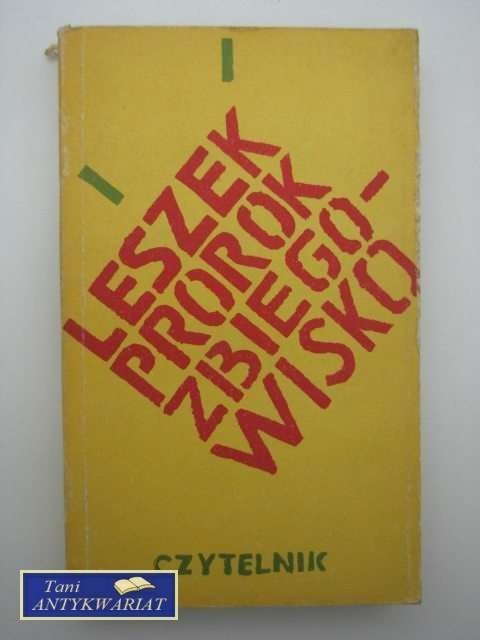 LESZEK
PROROK
ZBIEGO-
WISKO
CZYTELNIK
Tani
ANTYKWARIAT